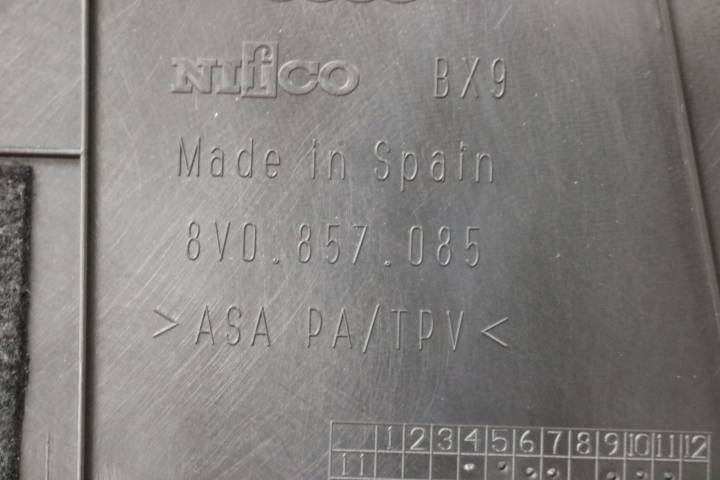 NIfCO BX9
Made in Spain
8V0.857.085
>ASA PA/TPV<
1 2 3 4 5 6 7 8 9 10 11 12
11